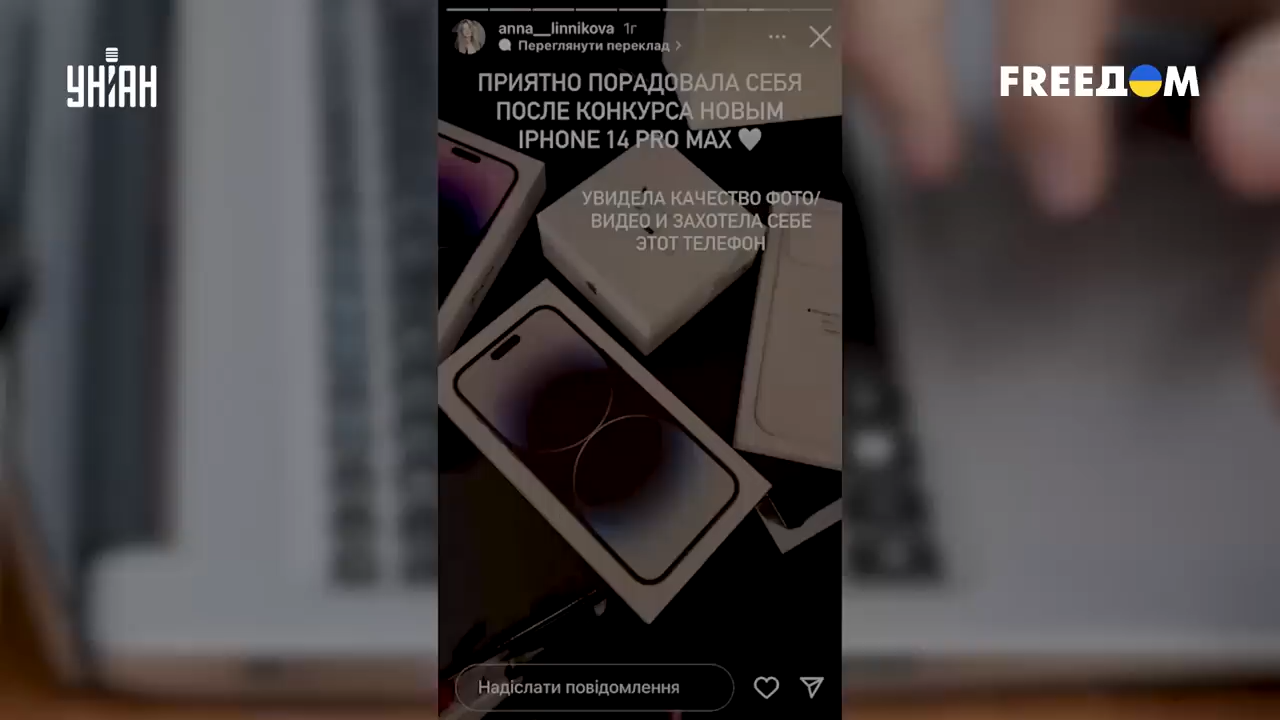 УНІАН
FREEДOM
anna__linnikova 1г
Переглянути переклад >
ПРИЯТНО ПОРАДОВАЛА СЕБЯ
ПОСЛЕ КОНКУРСА НОВЫМ
IPHONE 14 PRO MAX 🤍
УВИДЕЛА КАЧЕСТВО ФОТО/
ВИДЕО И ЗАХОТЕЛА СЕБЕ
ЭТОТ ТЕЛЕФОН
Надіслати повідомлення